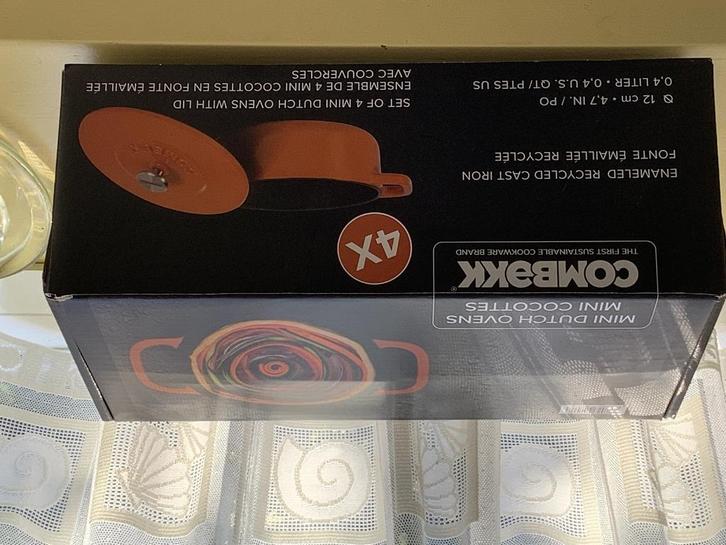 COMBEKK®
THE FIRST SUSTAINABLE COOKWARE BRAND
MINI DUTCH OVENS
MINI COCOTTES
4X
ENAMELED RECYCLED CAST IRON
FONTE ÉMAILLÉE RECYCLÉE
Ø 12 cm • 4,7 IN. / PO
0,4 LITER • 0,4 U.S. QT/ PTES US
SET OF 4 MINI DUTCH OVENS WITH LID
ENSEMBLE DE 4 MINI COCOTTES EN FONTE ÉMAILLÉE
AVEC COUVERCLES
COMBEKK